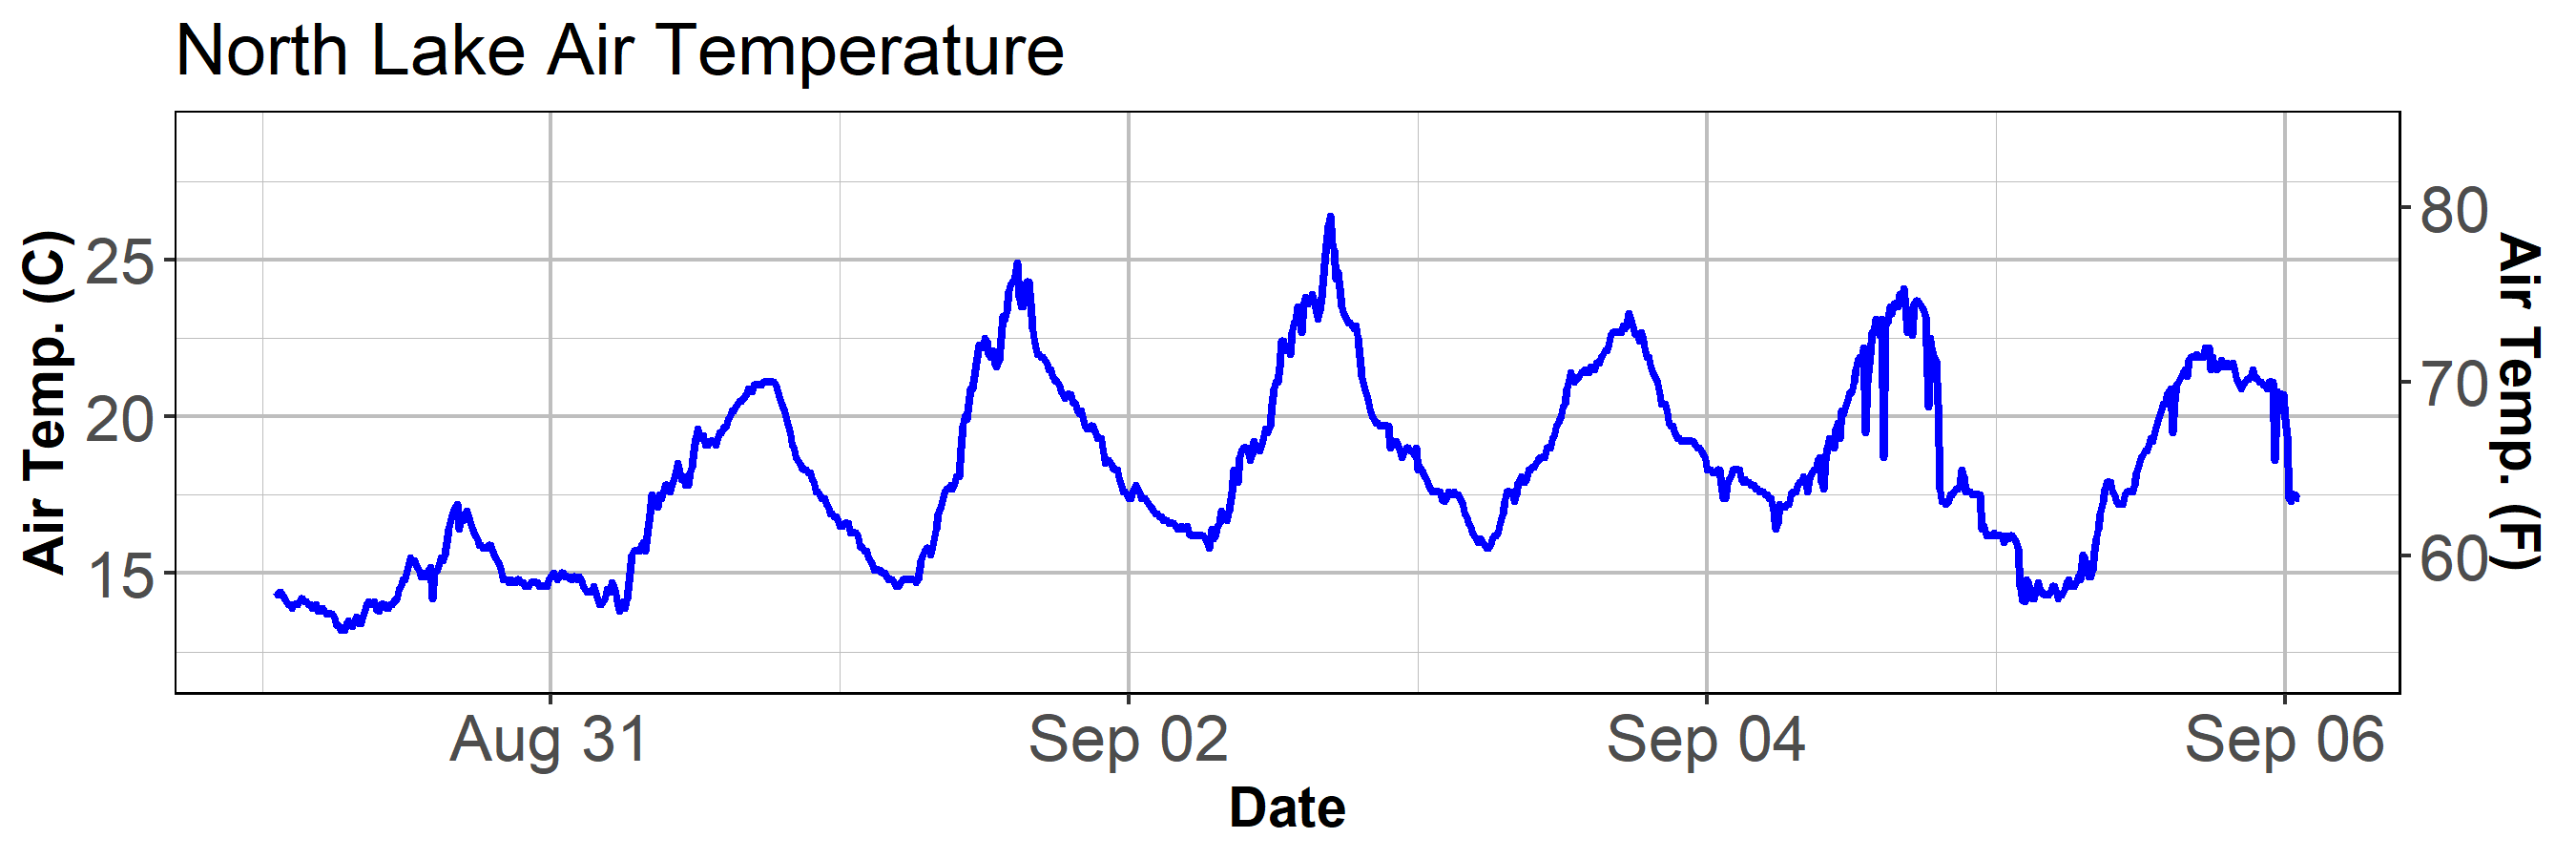 North Lake Air Temperature
Air Temp. (C)
25
20
15
80
70
60
Air Temp. (F)
Aug 31
Sep 02
Sep 04
Sep 06
Date